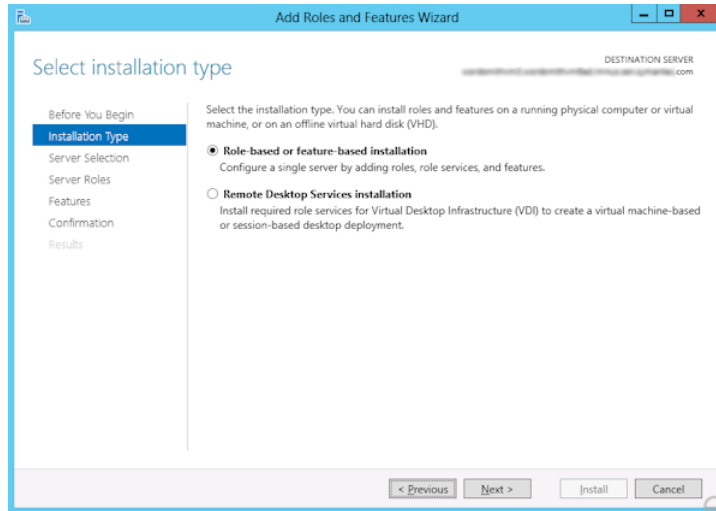 Add Roles and Features Wizard
Select installation type
DESTINATION SERVER
.com
Before You Begin
Installation Type
Server Selection
Server Roles
Features
Confirmation
Results
Select the installation type. You can install roles and features on a running physical computer or virtual
machine, or on an offline virtual hard disk (VHD).
Role-based or feature-based installation
Configure a single server by adding roles, role services, and features.
Remote Desktop Services installation
Install required role services for Virtual Desktop Infrastructure (VDI) to create a virtual machine-based
or session-based desktop deployment.
< Previous
Next >
Install
Cancel